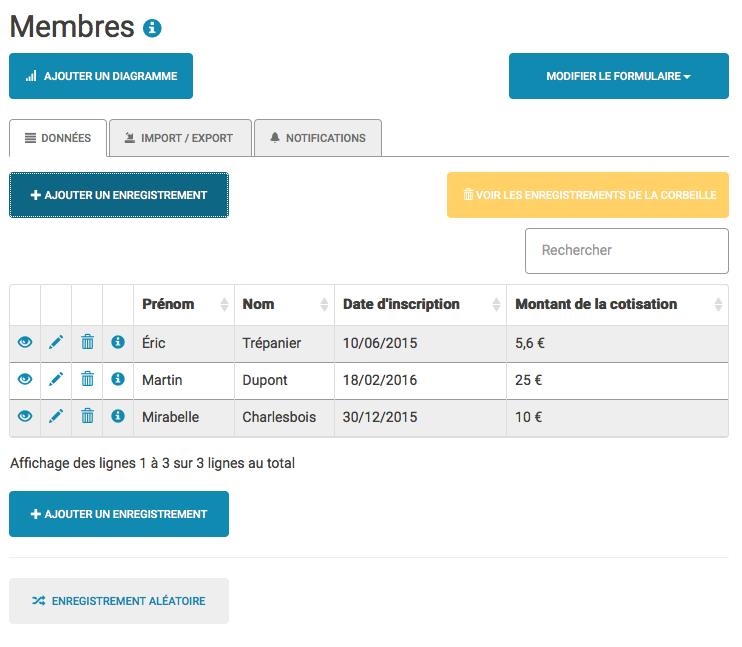 Membres
AJOUTER UN DIAGRAMME
MODIFIER LE FORMULAIRE
DONNÉES IMPORT / EXPORT NOTIFICATIONS
AJOUTER UN ENREGISTREMENT
VOIR LES ENREGISTREMENTS DE LA CORBEILLE
Rechercher
Prénom Nom Date d'inscription Montant de la cotisation
Éric Trépanier 10/06/2015 5,6 €
Martin Dupont 18/02/2016 25 €
Mirabelle Charlesbois 30/12/2015 10 €
Affichage des lignes 1 à 3 sur 3 lignes au total
AJOUTER UN ENREGISTREMENT
ENREGISTREMENT ALÉATOIRE